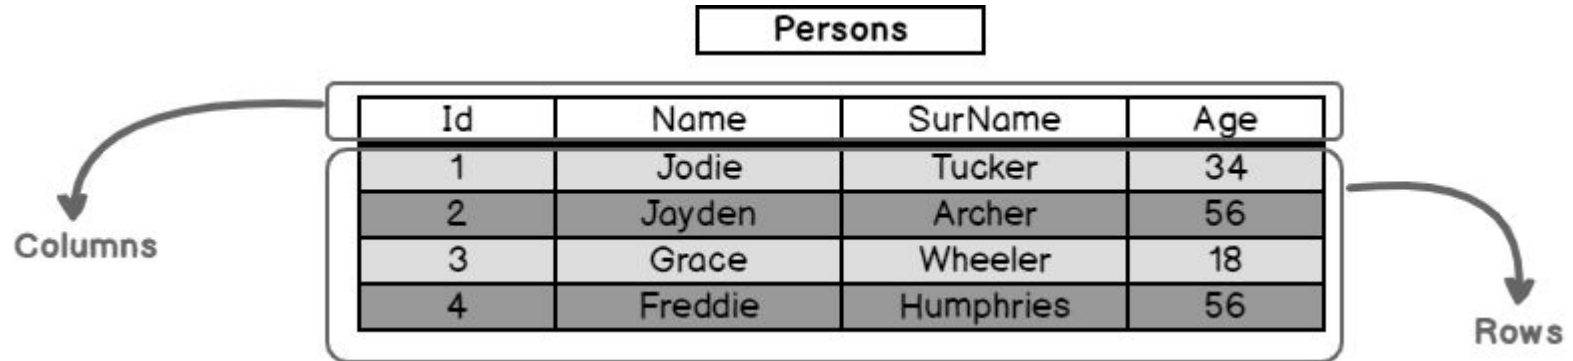 Persons
Id Name SurName Age
1 Jodie Tucker 34
2 Jayden Archer 56
3 Grace Wheeler 18
4 Freddie Humphries 56
Columns
Rows